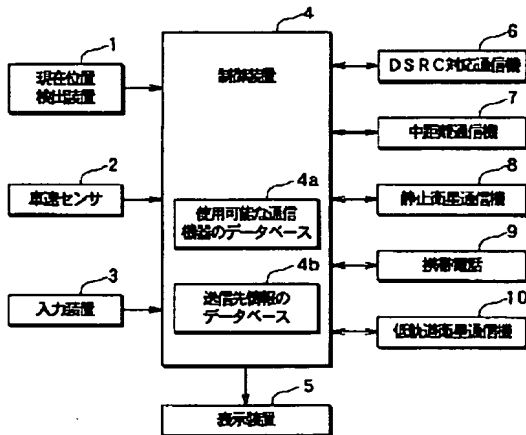 1
現在位置
検出装置
2
車速センサ
3
入力装置
4
制御装置
4a
使用可能な通信
機器のデータベース
4b
送信先情報の
データベース
5
表示装置
6
DSRC対応通信機
7
中距離通信機
8
静止衛星通信機
9
携帯電話
10
低軌道衛星通信機